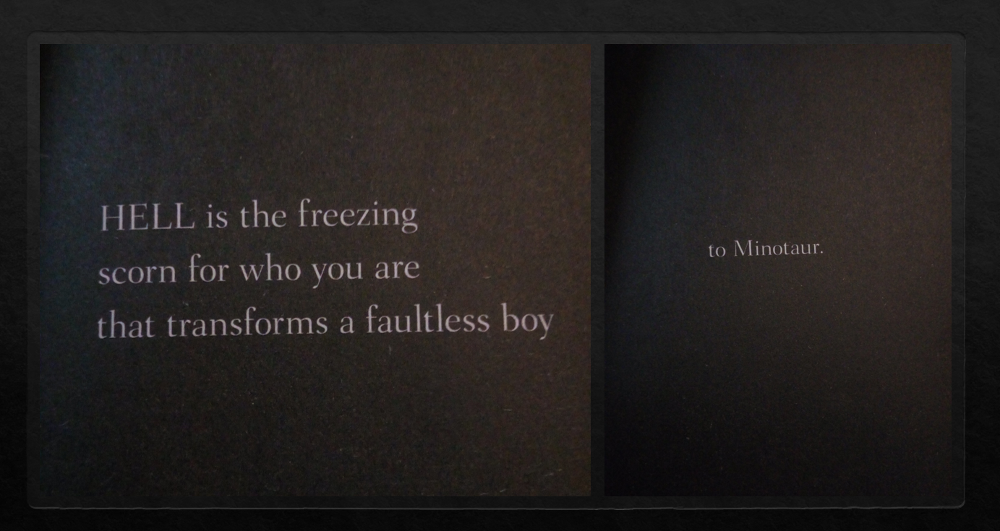 HELL is the freezing
scorn for who you are
that transforms a faultless boy
to Minotaur.